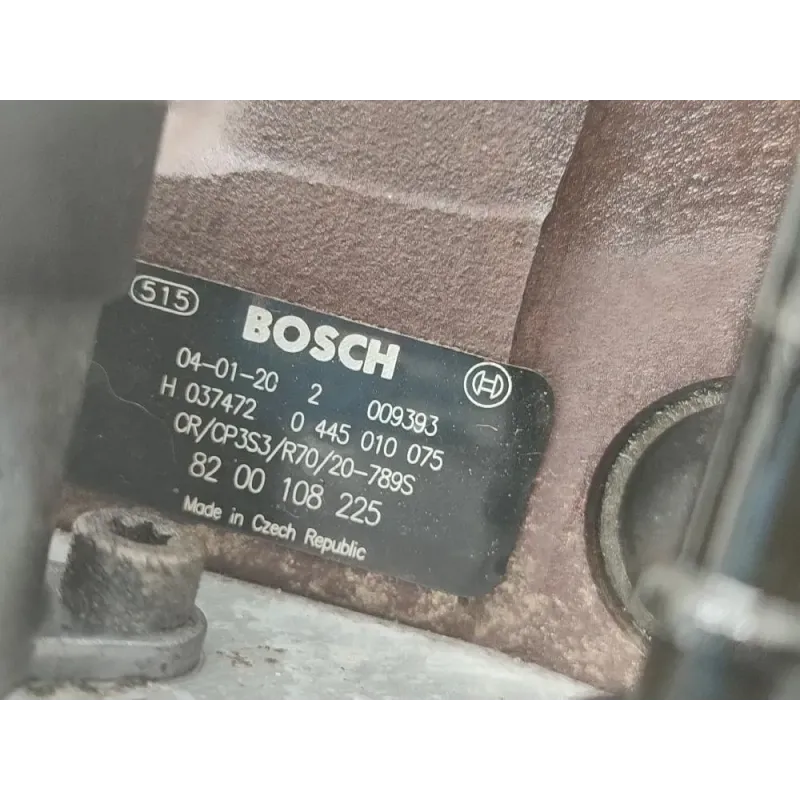 515
BOSCH
04-01-20 2 009393
H 037472 0 445 010 075
CR/CP3S3/R70/20-789S
82 00 108 225
Made in Czech Republic